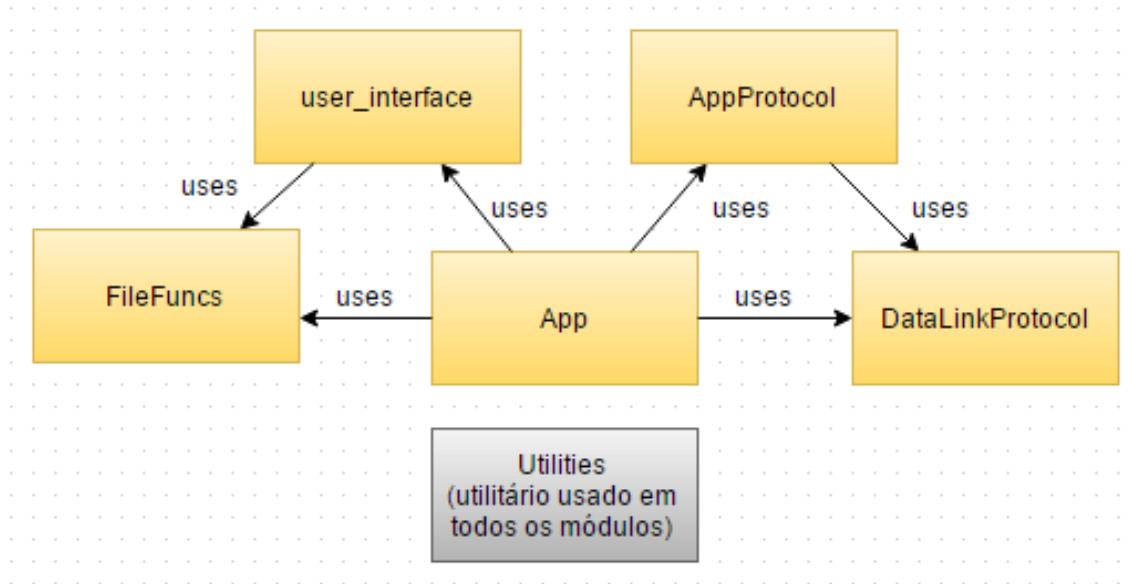 user_interface
AppProtocol
uses
uses
uses
uses
FileFuncs
uses
App
uses
DataLinkProtocol
Utilities
(utilitário usado em
todos os módulos)